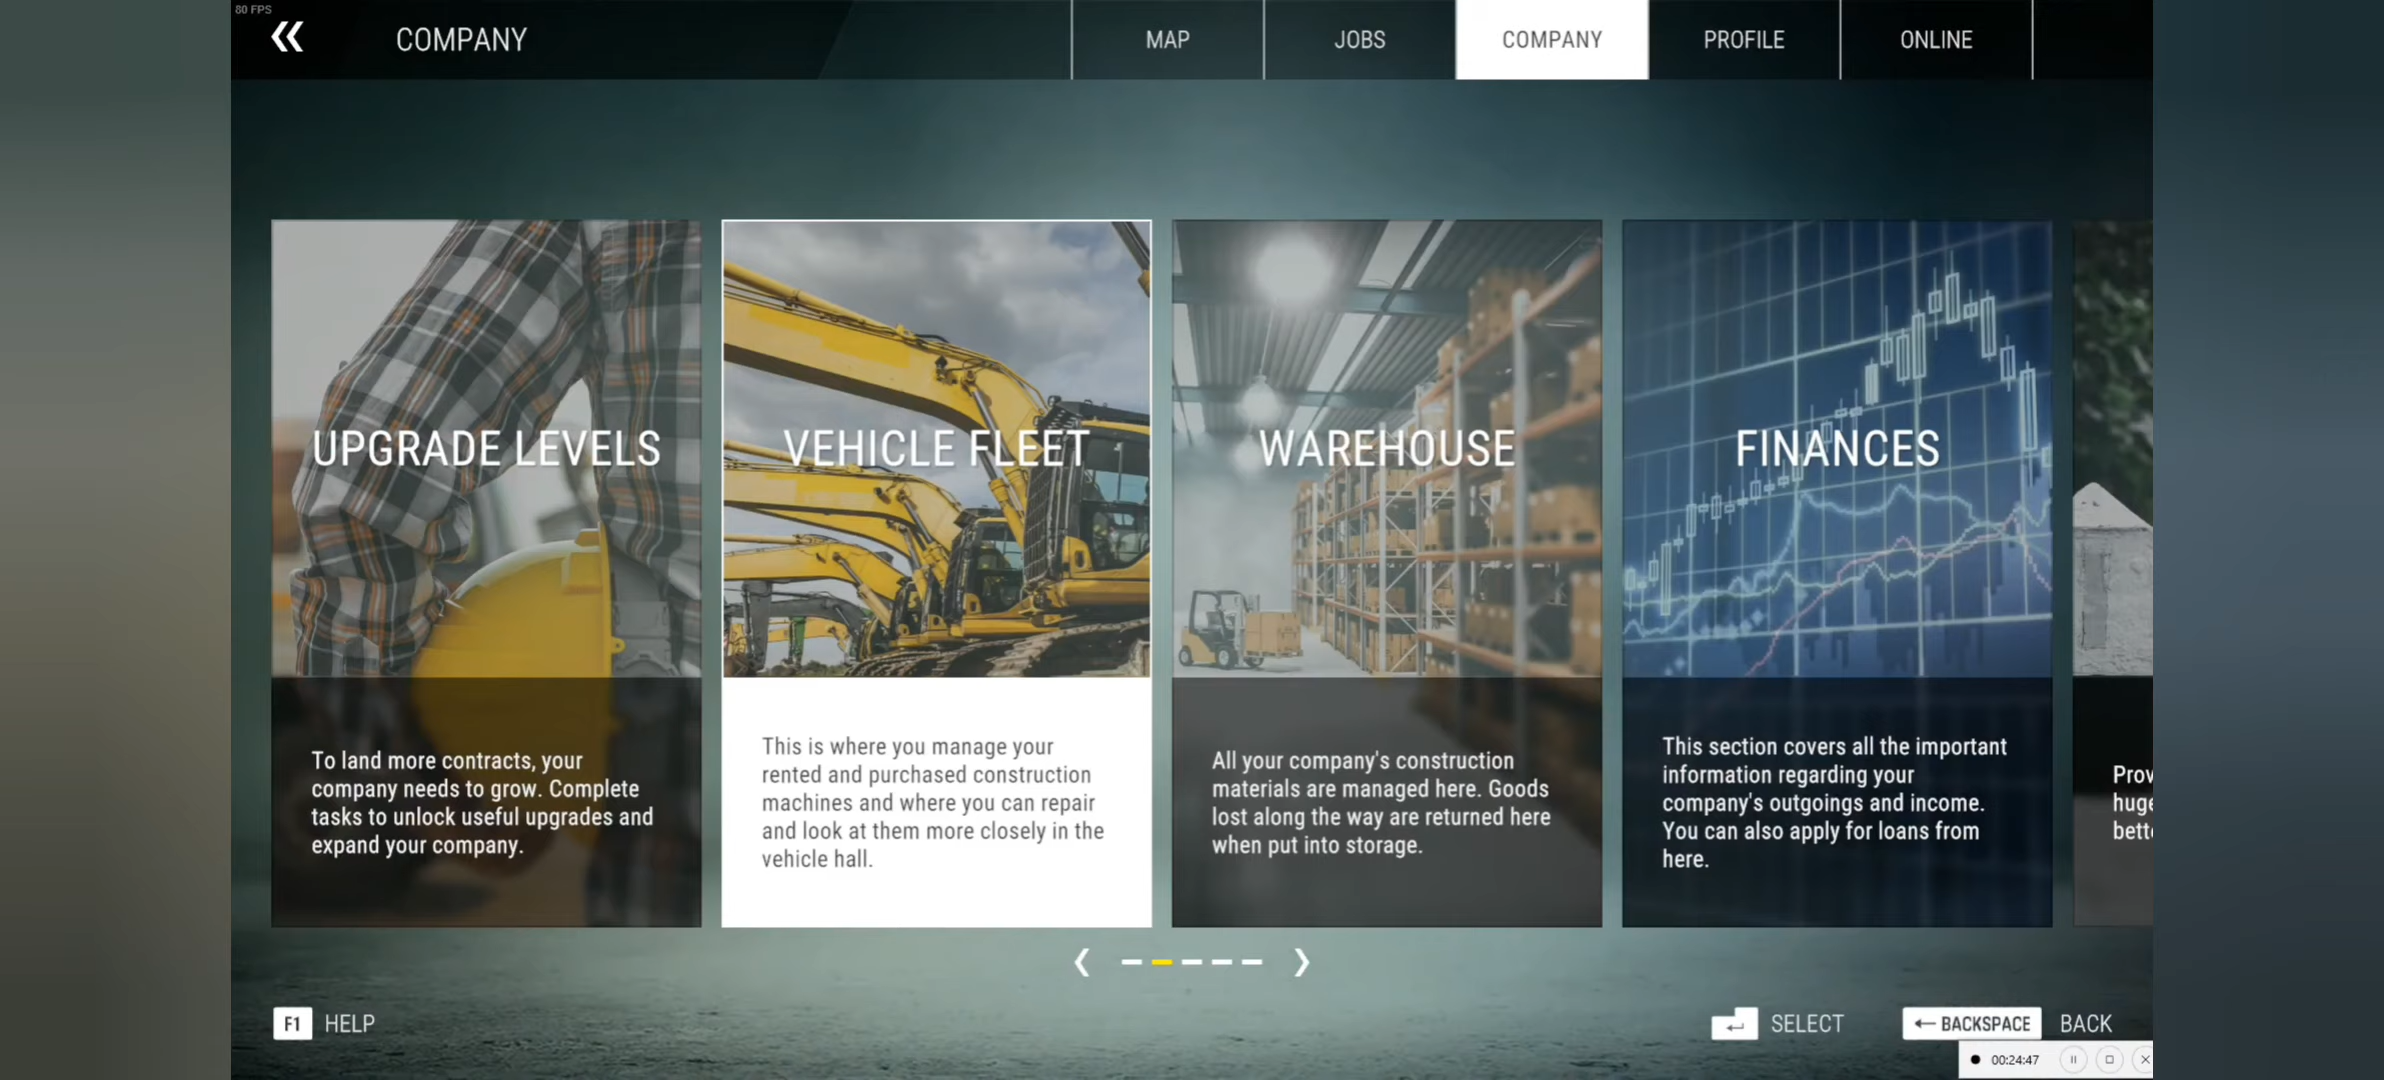 80 FPS
COMPANY
MAP
JOBS
COMPANY
PROFILE
ONLINE
UPGRADE LEVELS
To land more contracts, your
company needs to grow. Complete
tasks to unlock useful upgrades and
expand your company.
VEHICLE FLEET
This is where you manage your
rented and purchased construction
machines and where you can repair
and look at them more closely in the
vehicle hall.
WAREHOUSE
All your company's construction
materials are managed here. Goods
lost along the way are returned here
when put into storage.
FINANCES
This section covers all the important
information regarding your
company's outgoings and income.
You can also apply for loans from
here.
Prov
huge
bett
F1 HELP
SELECT
BACKSPACE BACK
00:24:47